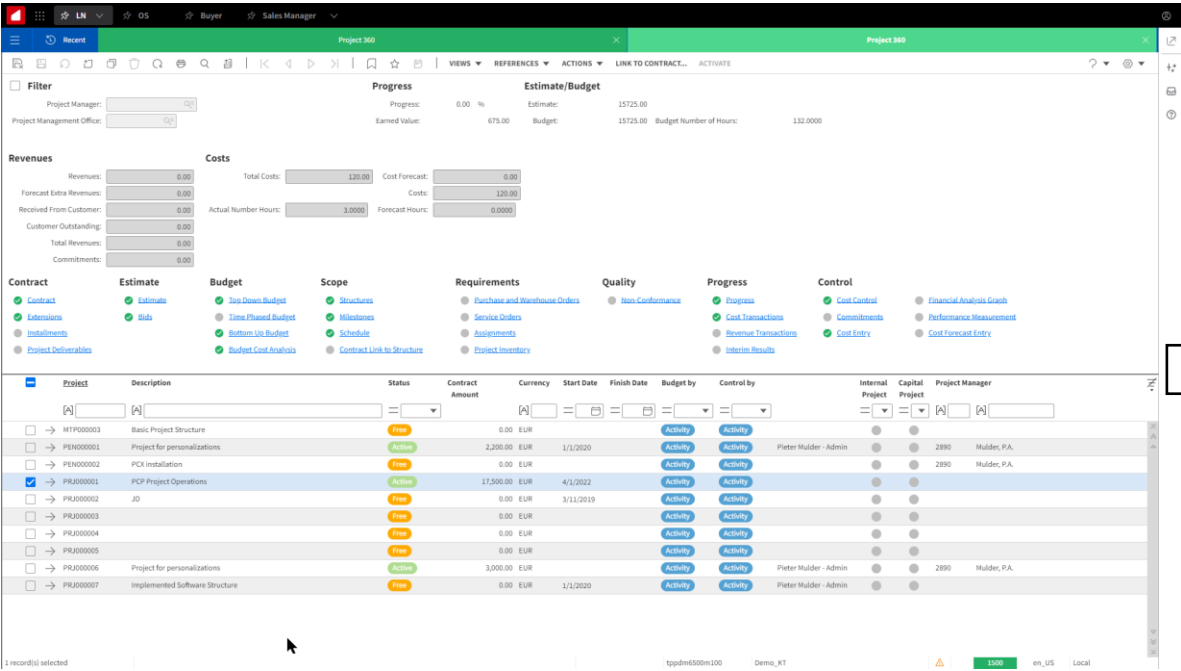 LN OS Buyer Sales Manager
Recent Project 360 Project 360
VIEWS REFERENCES ACTIONS LINK TO CONTRACT... ACTIVATE
Filter Progress Estimate/Budget
Project Manager: Progress: 0.00 % Estimate: 15725.00
Project Management Office: Earned Value: 675.00 Budget: 15725.00 Budget Number of Hours: 132.0000
Revenues Costs
Revenues: 0.00 Total Costs: 120.00 Cost Forecast: 0.00
Forecast Extra Revenues: 0.00 Costs: 120.00
Received From Customer: 0.00 Actual Number Hours: 3.0000 Forecast Hours: 0.0000
Customer Outstanding: 0.00
Total Revenues: 0.00
Commitments: 0.00
Contract Estimate Budget Scope Requirements Quality Progress Control
Contract Estimate Top Down Budget Structures Purchase and Warehouse Orders Non-Conformance Progress Cost Control Financial Analysis Graph
Extensions Bids Time Phased Budget Milestones Service Orders Cost Transactions Commitments Performance Measurement
Installments Bottom Up Budget Schedule Assignments Revenue Transactions Cost Entry Cost Forecast Entry
Project Deliverables Budget Cost Analysis Contract Link to Structure Project Inventory Interim Results
Project Description Status Contract Amount Currency Start Date Finish Date Budget by Control by Internal Project Capital Project Project Manager
[A] [A] = [A] = = = = = = [A] [A]
MTP000003 Basic Project Structure Free 0.00 EUR Activity Activity
PEN000001 Project for personalizations Active 2,200.00 EUR 1/1/2020 Activity Activity Pieter Mulder - Admin 2890 Mulder, P.A.
PEN000002 PCX installation Free 0.00 EUR Activity Activity 2890 Mulder, P.A.
PRJ000001 PCP Project Operations Active 17,500.00 EUR 4/1/2022 Activity Activity
PRJ000002 JO Free 0.00 EUR 3/11/2019 Activity Activity
PRJ000003 Free 0.00 EUR Activity Activity
PRJ000004 Free 0.00 EUR Activity Activity
PRJ000005 Free 0.00 EUR Activity Activity
PRJ000006 Project for personalizations Active 3,000.00 EUR Activity Activity Pieter Mulder - Admin 2890 Mulder, P.A.
PRJ000007 Implemented Software Structure Free 0.00 EUR 1/1/2020 Activity Activity Pieter Mulder - Admin
1 record(s) selected tppdm6500m100 Demo_KT 1500 en_US Local